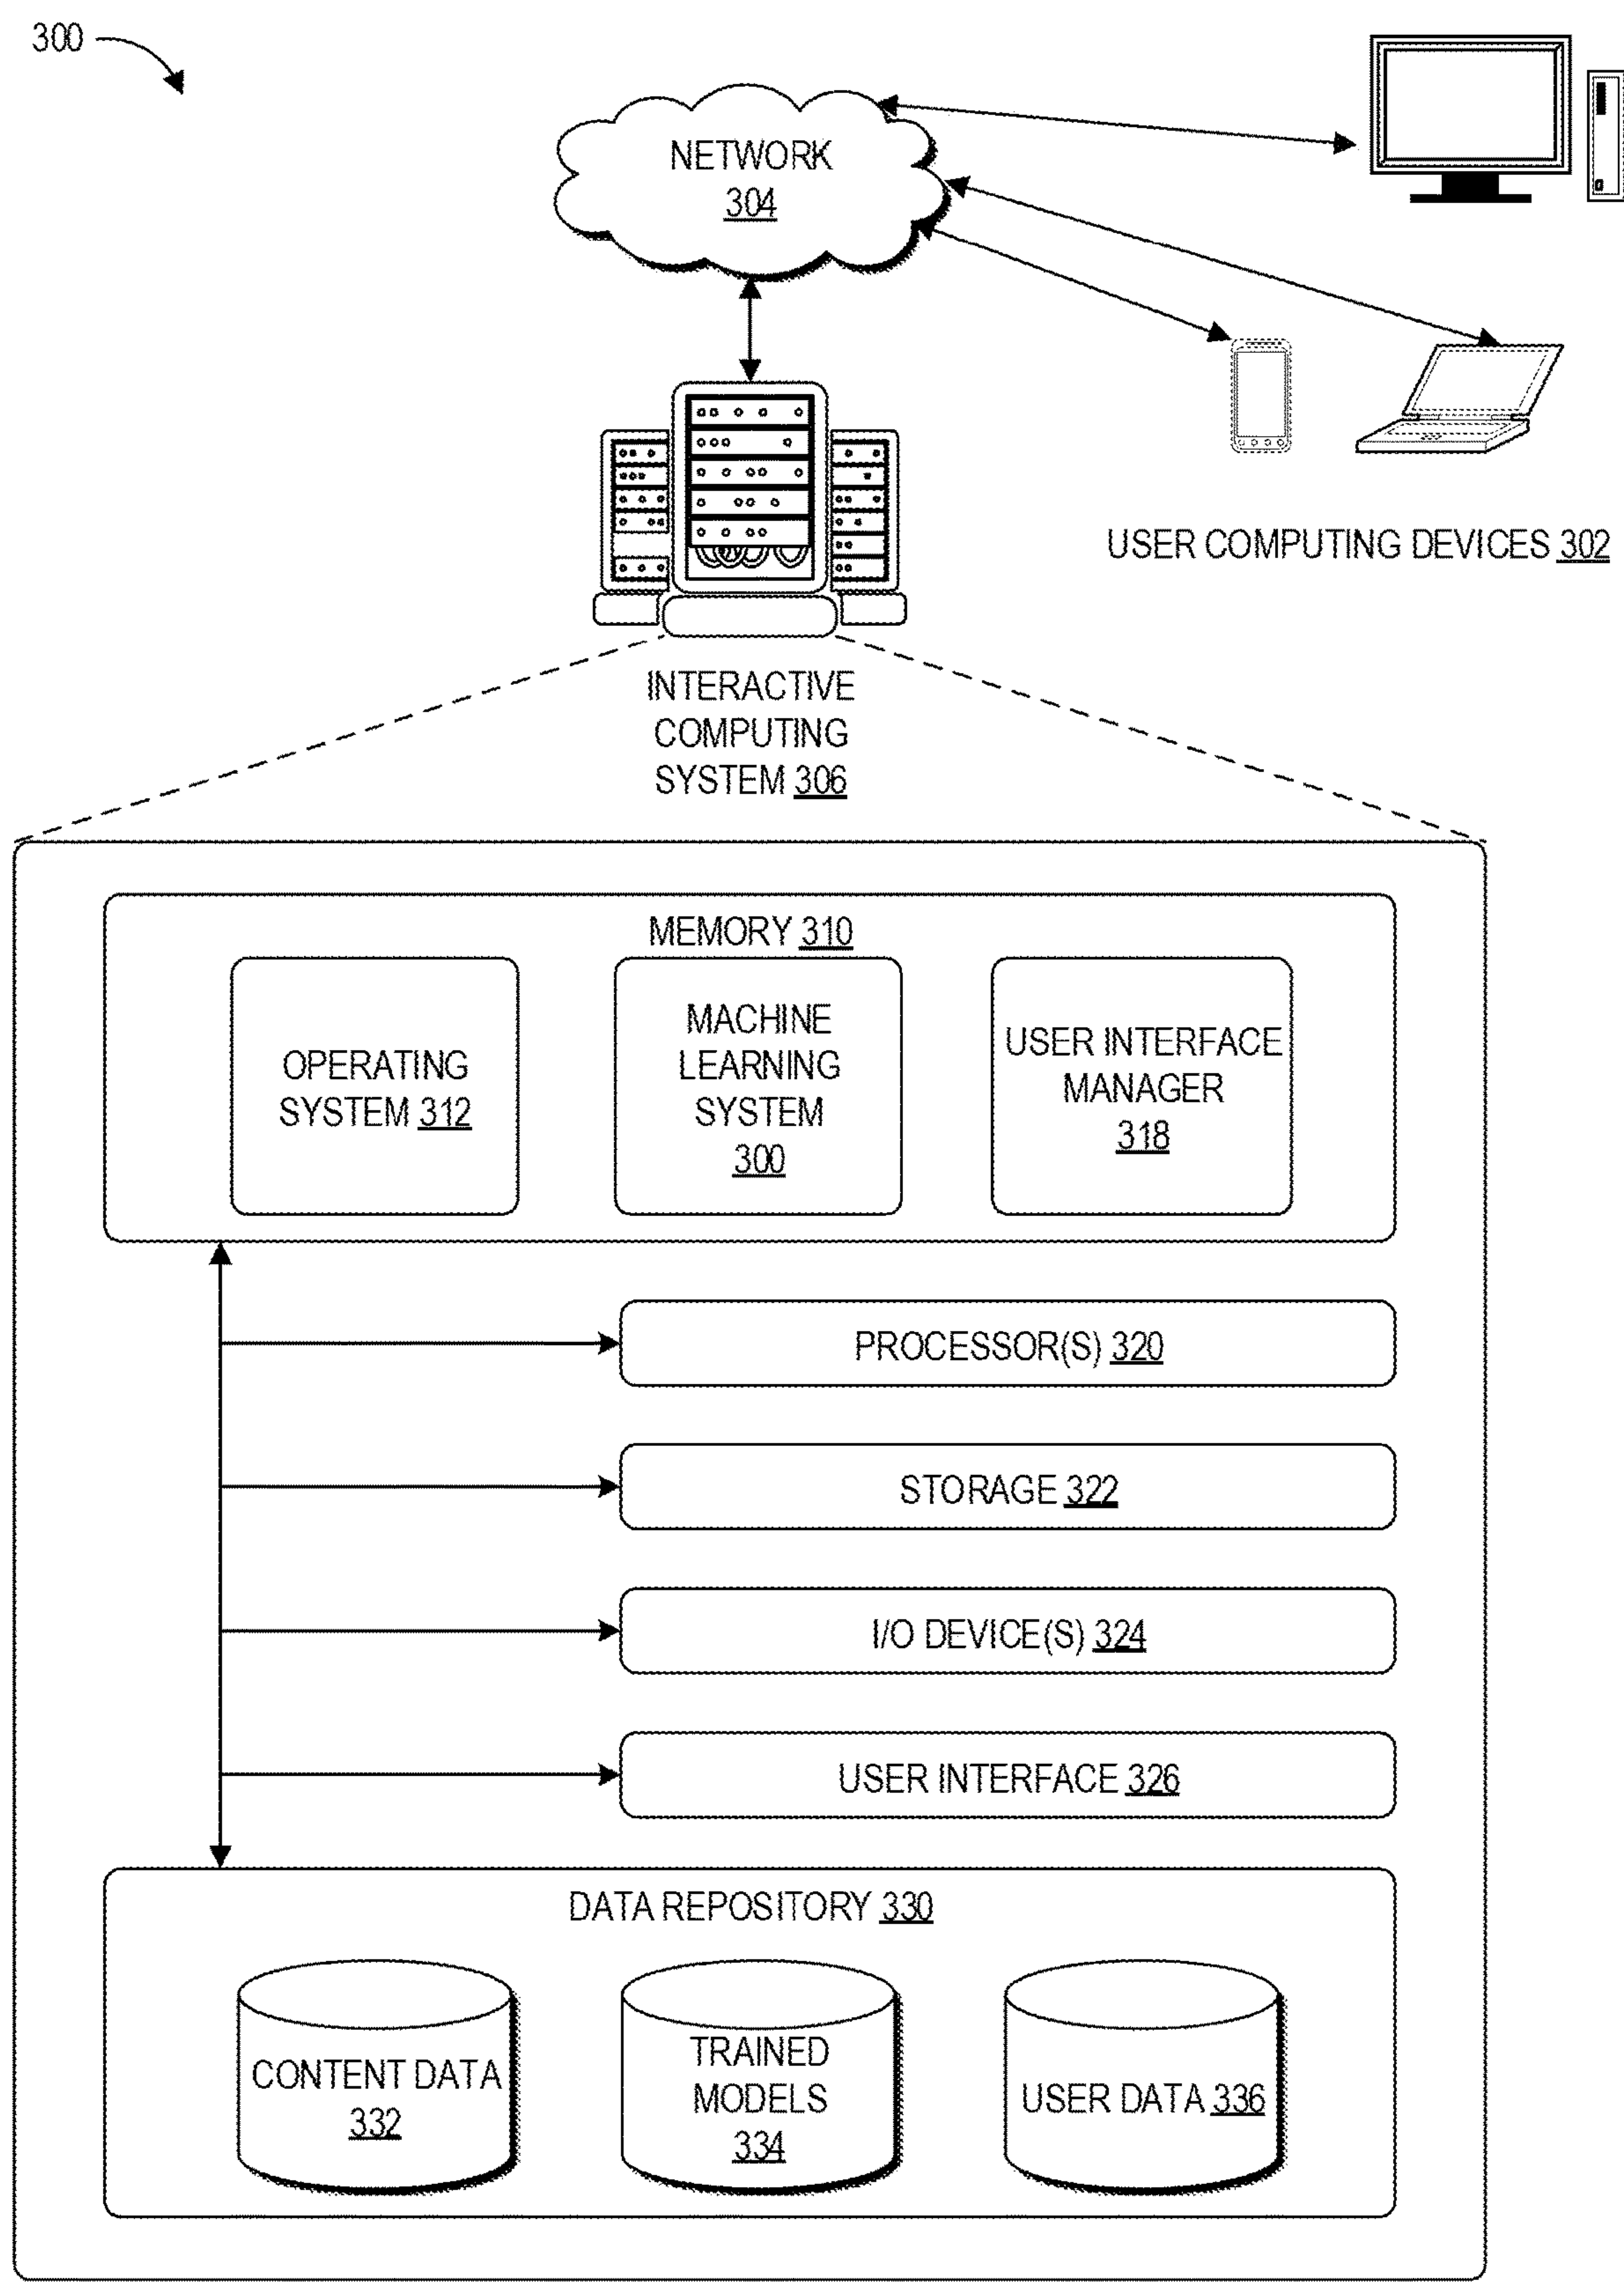 300
NETWORK
304
USER COMPUTING DEVICES 302
INTERACTIVE
COMPUTING
SYSTEM 306
MEMORY 310
OPERATING
SYSTEM 312
MACHINE
LEARNING
SYSTEM
300
USER INTERFACE
MANAGER
318
PROCESSOR(S) 320
STORAGE 322
I/O DEVICE(S) 324
USER INTERFACE 326
DATA REPOSITORY 330
CONTENT DATA
332
TRAINED
MODELS
334
USER DATA 336